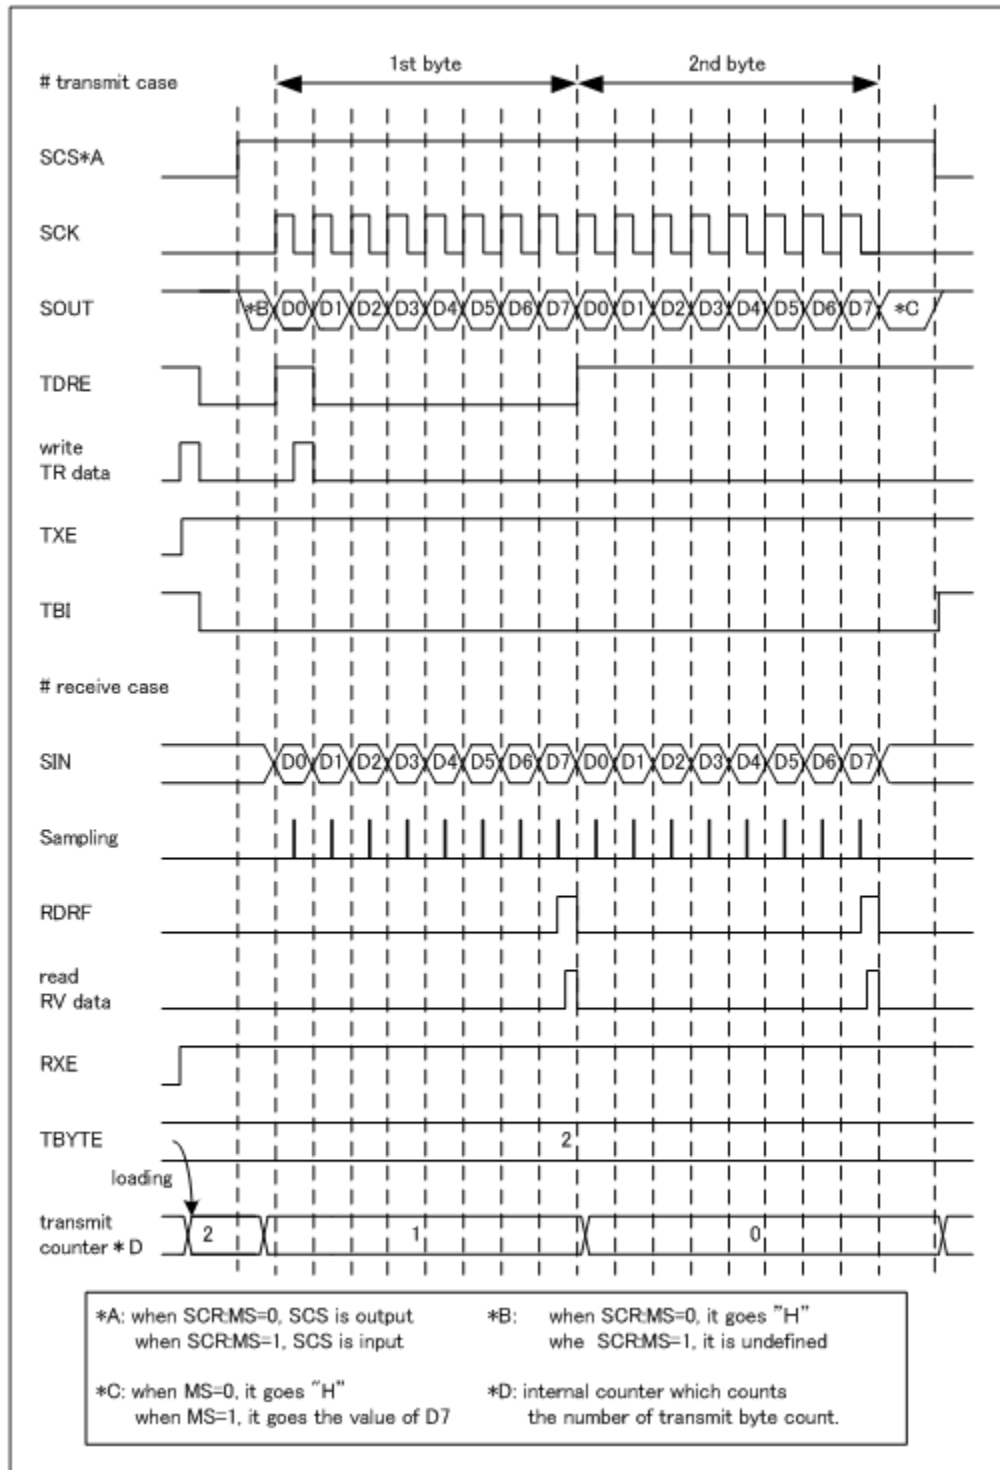 1st byte 2nd byte
# transmit case
SCS*A
SCK
SOUT *B D0 D1 D2 D3 D4 D5 D6 D7 D0 D1 D2 D3 D4 D5 D6 D7 *C
TDRE
write
TR data
TXE
TBI
# receive case
SIN D0 D1 D2 D3 D4 D5 D6 D7 D0 D1 D2 D3 D4 D5 D6 D7
Sampling
RDRF
read
RV data
RXE
TBYTE 2
loading
transmit
counter *D 2 1 0
*A: when SCR:MS=0, SCS is output
when SCR:MS=1, SCS is input
*B: when SCR:MS=0, it goes "H"
whe SCR:MS=1, it is undefined
*C: when MS=0, it goes "H"
when MS=1, it goes the value of D7
*D: internal counter which counts
the number of transmit byte count.